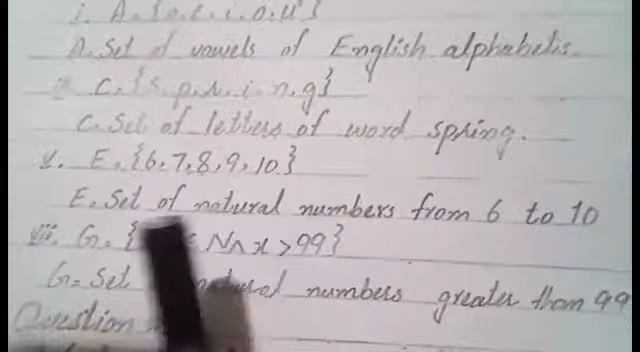 i. A = {a, e, i, o, u}
A = Set of vowels of English alphabets.
C = {s, p, r, i, n, g}
C = Set of letters of word spring.
v. E = {6, 7, 8, 9, 10}
E = Set of natural numbers from 6 to 10
vii. G = { N ∧ x > 99}
G = Set natural numbers greater than 99
Question